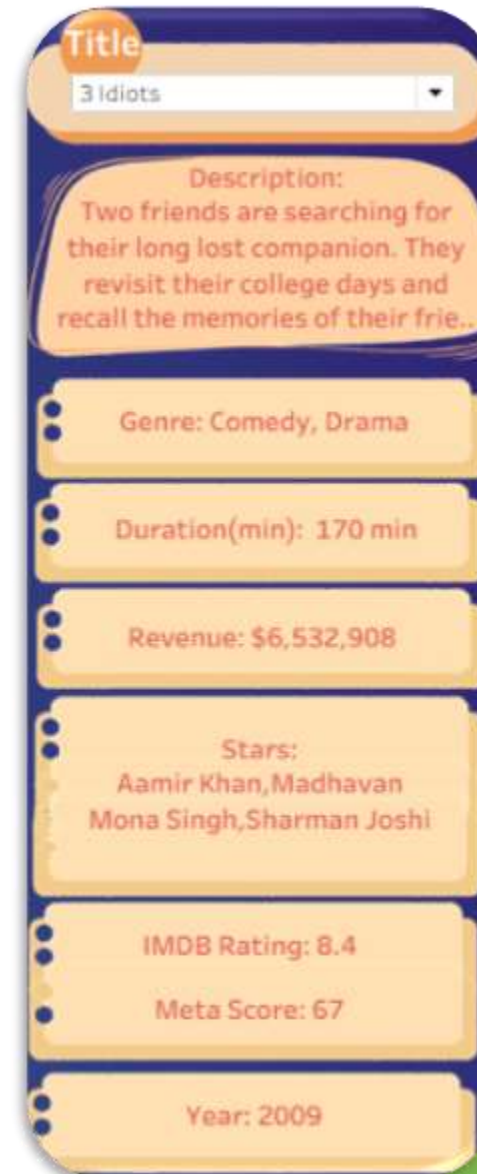 Title
3 Idiots
Description:
Two friends are searching for
their long lost companion. They
revisit their college days and
recall the memories of their frie..
Genre: Comedy, Drama
Duration(min): 170 min
Revenue: $6,532,908
Stars:
Aamir Khan,Madhavan
Mona Singh,Sharman Joshi
IMDB Rating: 8.4
Meta Score: 67
Year: 2009